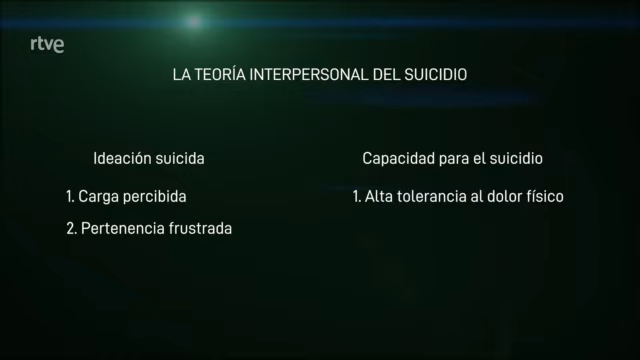 rtve
LA TEORÍA INTERPERSONAL DEL SUICIDIO
Ideación suicida
1. Carga percibida
2. Pertenencia frustrada
Capacidad para el suicidio
1. Alta tolerancia al dolor físico